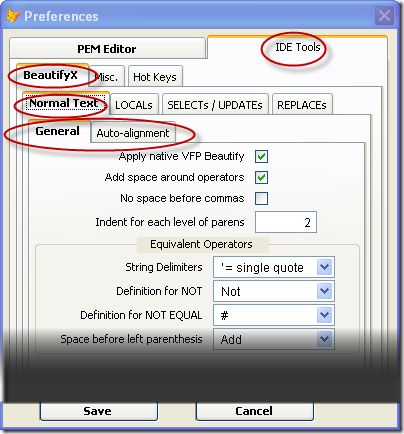 Preferences
PEM Editor IDE Tools
BeautifyX Misc. Hot Keys
Normal Text LOCALs SELECTs / UPDATEs REPLACEs
General Auto-alignment
Apply native VFP Beautify
Add space around operators
No space before commas
Indent for each level of parens 2
Equivalent Operators
String Delimiters ' = single quote
Definition for NOT Not
Definition for NOT EQUAL #
Space before left parenthesis Add
Save Cancel